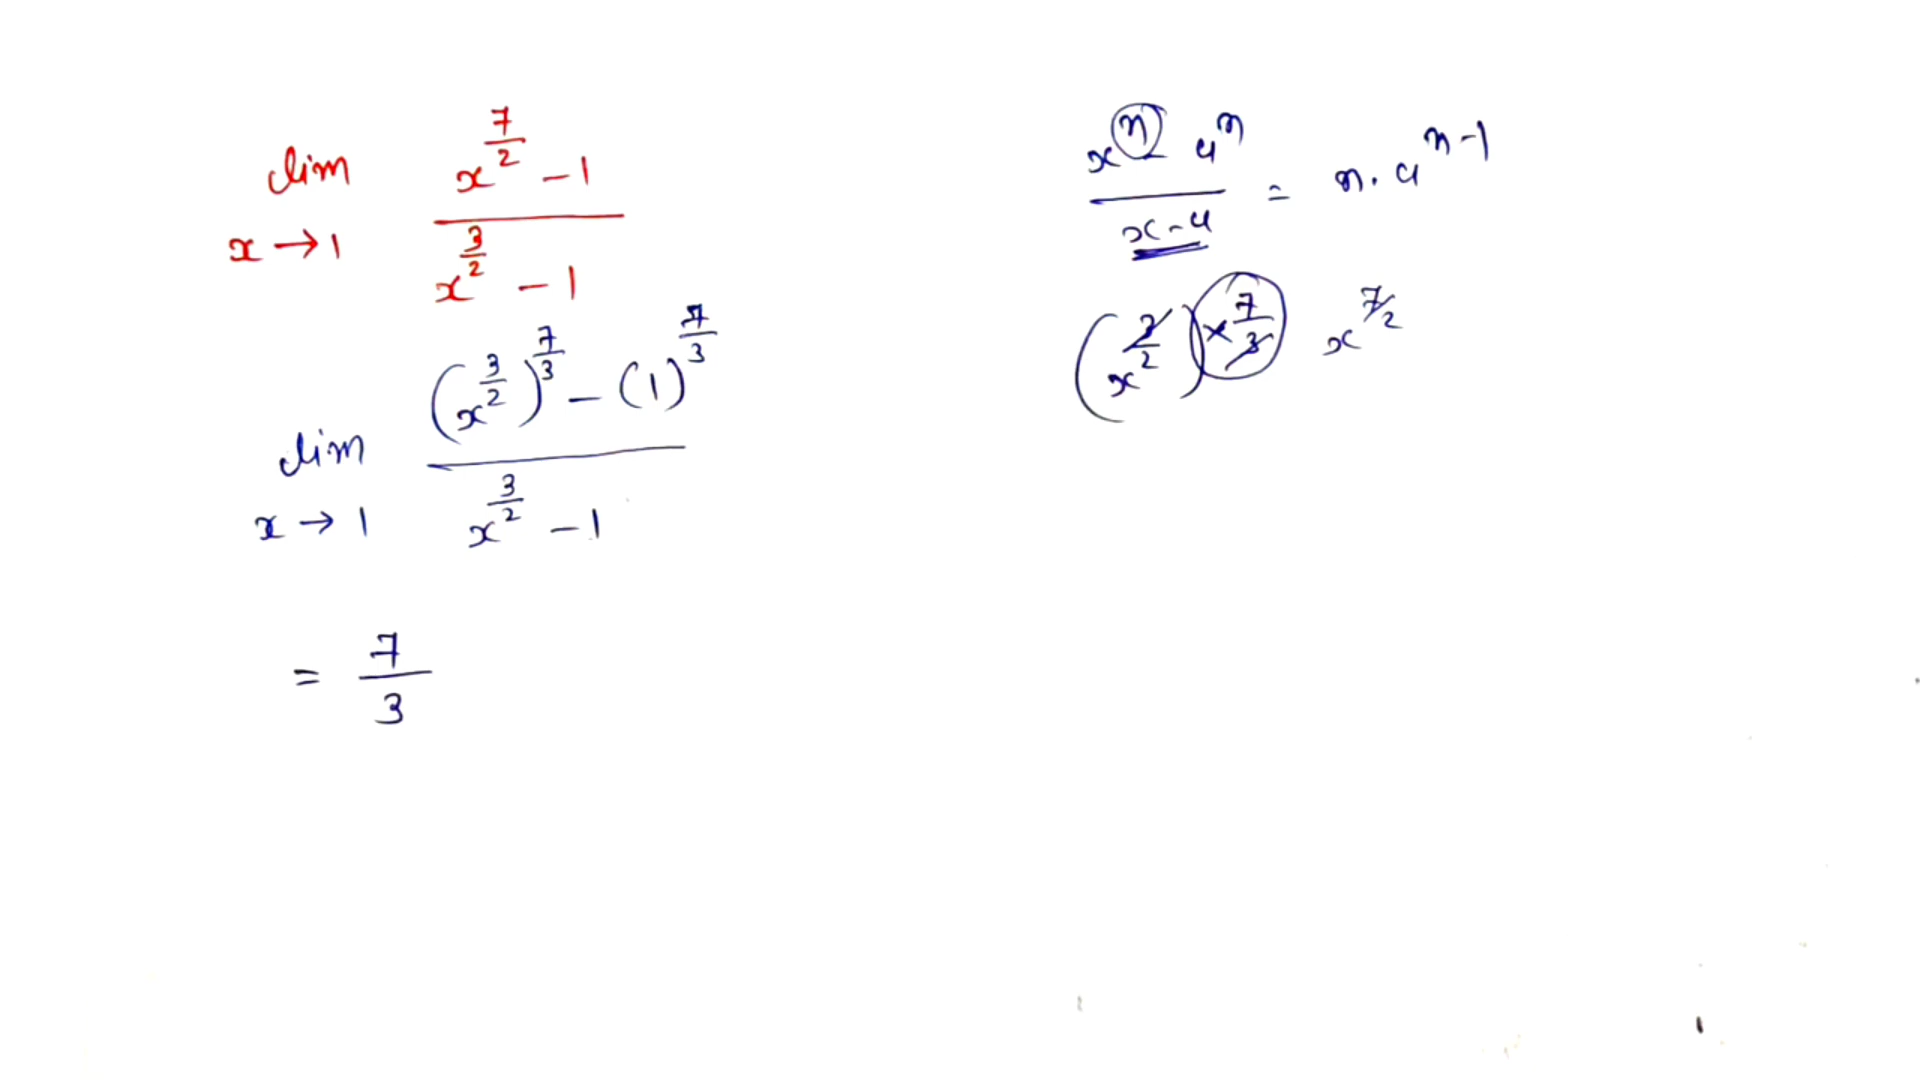 lim x→1 (x^(7/2) - 1) / (x^(3/2) - 1)
lim x→1 ((x^(3/2))^(7/3) - (1)^(7/3)) / (x^(3/2) - 1)
= 7/3
(x^n - a^n) / (x - a) = n. a^(n-1)
(x^(3/2)) × 7/3 x^(7/2)